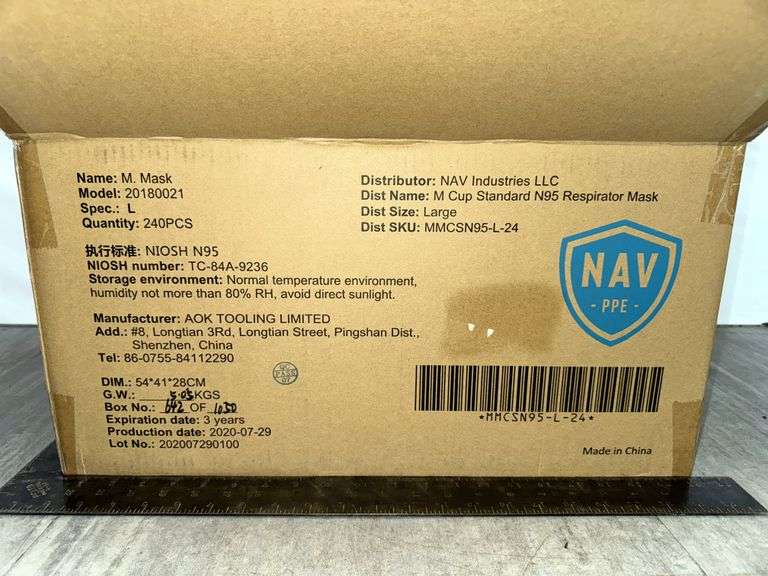 Name: M. Mask
Model: 20180021
Spec.: L
Quantity: 240PCS
执行标准: NIOSH N95
NIOSH number: TC-84A-9236
Storage environment: Normal temperature environment,
humidity not more than 80% RH, avoid direct sunlight.
Manufacturer: AOK TOOLING LIMITED
Add.: #8, Longtian 3Rd, Longtian Street, Pingshan Dist.,
Shenzhen, China
Tel: 86-0755-84112290
DIM.: 54*41*28CM
G.W.: 5.05KGS
Box No.: 642 OF 1030
Expiration date: 3 years
Production date: 2020-07-29
Lot No.: 202007290100
QC
PASS
07
Distributor: NAV Industries LLC
Dist Name: M Cup Standard N95 Respirator Mask
Dist Size: Large
Dist SKU: MMCSN95-L-24
NAV
- PPE -
*MMCSN95-L-24*
Made in China